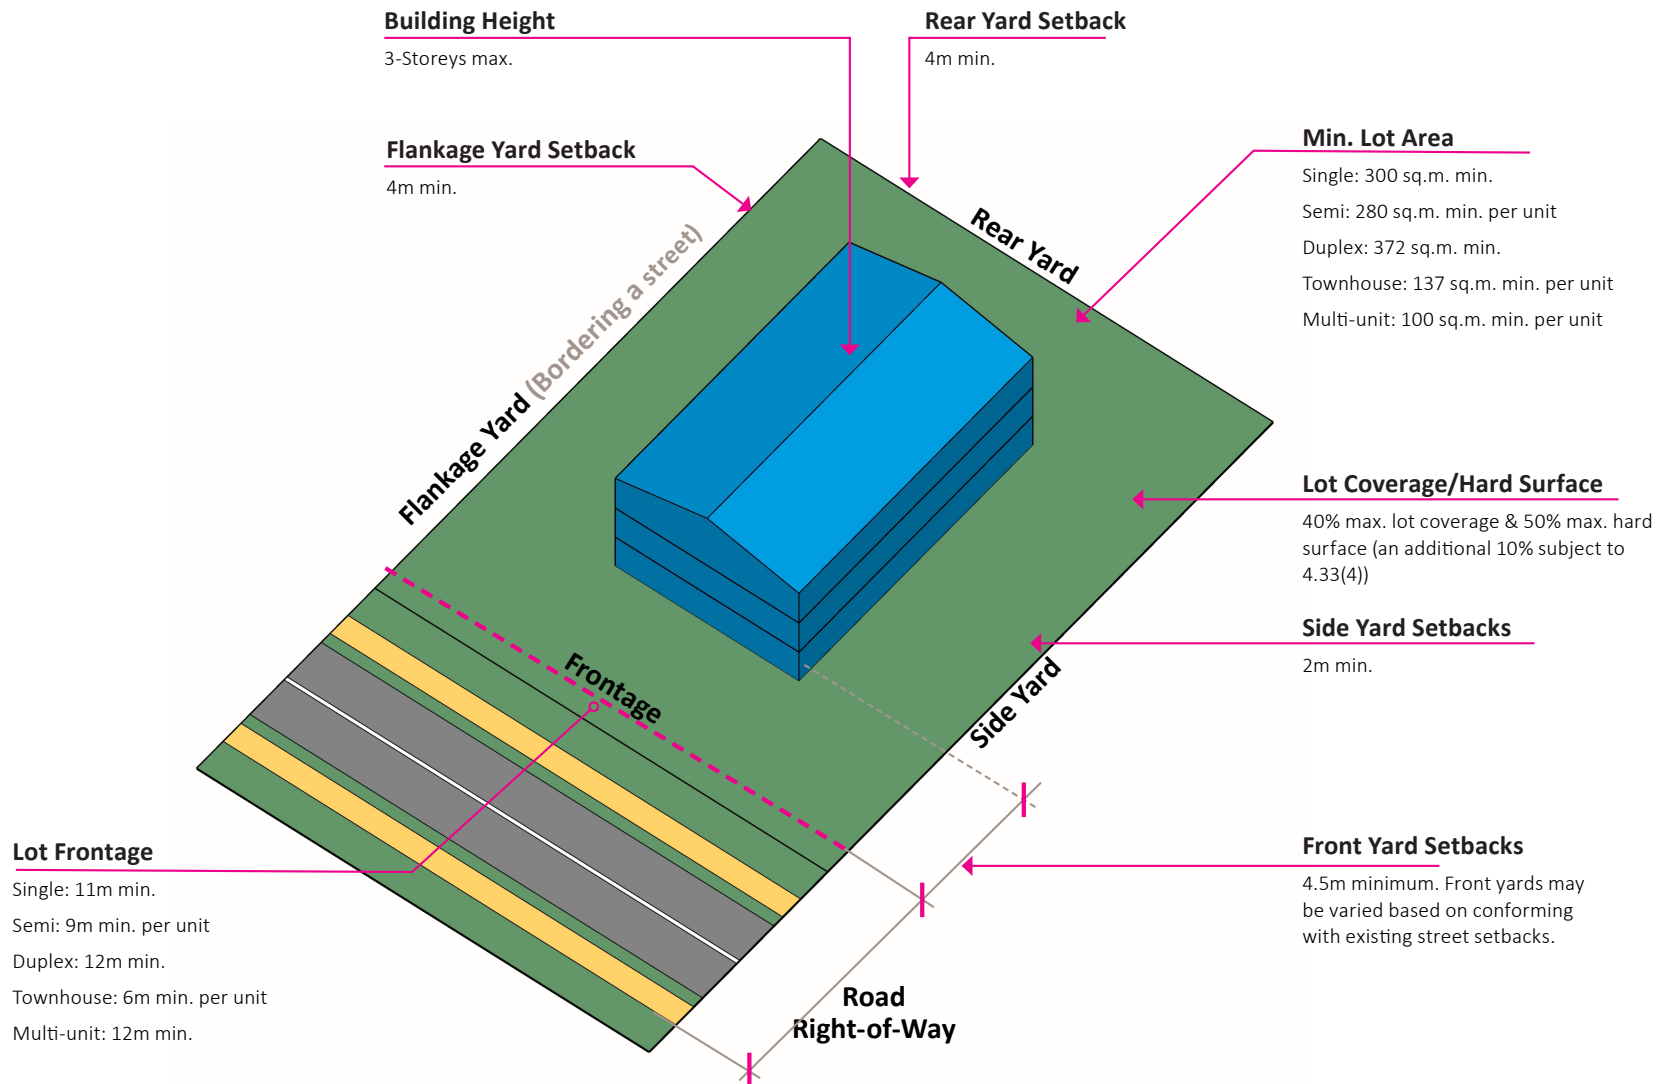 Building Height
3-Storeys max.
Rear Yard Setback
4m min.
Flankage Yard Setback
4m min.
Min. Lot Area
Single: 300 sq.m. min.
Semi: 280 sq.m. min. per unit
Duplex: 372 sq.m. min.
Townhouse: 137 sq.m. min. per unit
Multi-unit: 100 sq.m. min. per unit
Rear Yard
Flankage Yard (Bordering a street)
Lot Coverage/Hard Surface
40% max. lot coverage & 50% max. hard
surface (an additional 10% subject to
4.33(4))
Side Yard Setbacks
2m min.
Frontage
Side Yard
Lot Frontage
Single: 11m min.
Semi: 9m min. per unit
Duplex: 12m min.
Townhouse: 6m min. per unit
Multi-unit: 12m min.
Front Yard Setbacks
4.5m minimum. Front yards may
be varied based on conforming
with existing street setbacks.
Road
Right-of-Way